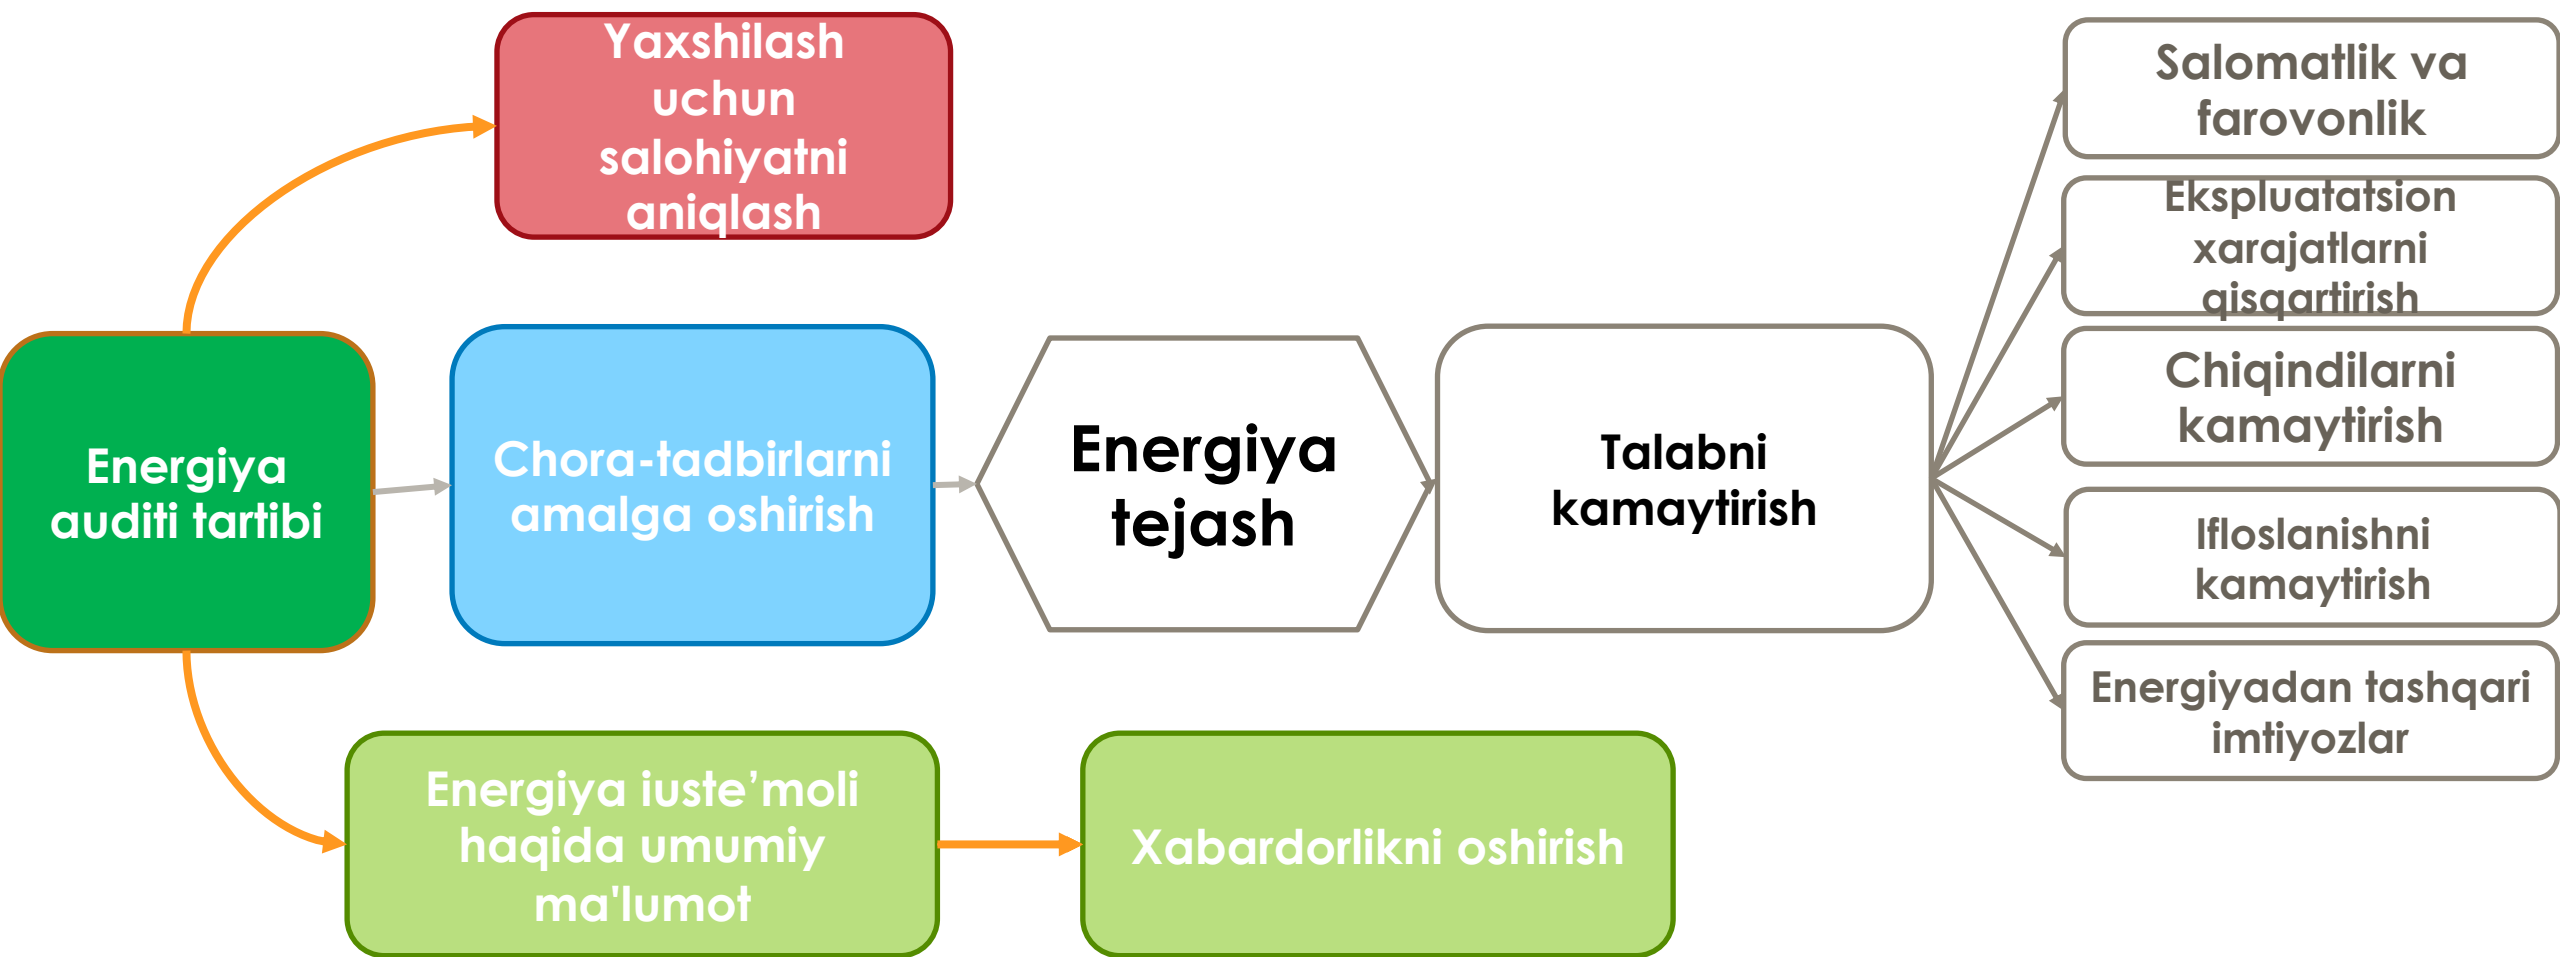 Yaxshilash
uchun
salohiyatni
aniqlash
Energiya
auditi tartibi
Chora-tadbirlarni
amalga oshirish
Energiya
tejash
Talabni
kamaytirish
Salomatlik va
farovonlik
Ekspluatatsion
xarajatlarni
qisqartirish
Chiqindilarni
kamaytirish
Ifloslanishni
kamaytirish
Energiyadan tashqari
imtiyozlar
Energiya iuste’moli
haqida umumiy
ma'lumot
Xabardorlikni oshirish